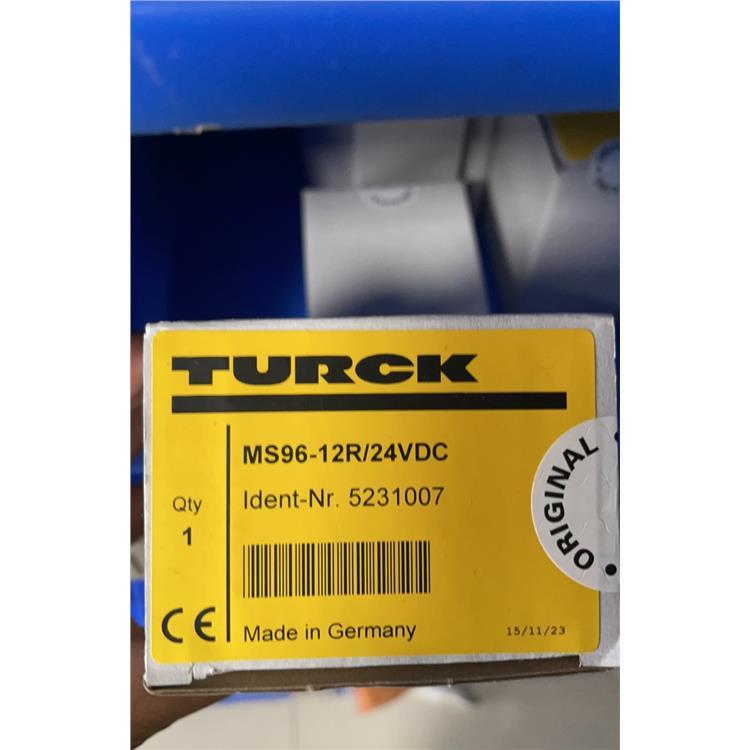 TURCK
MS96-12R/24VDC
Ident-Nr. 5231007
Qty
1
CE
Made in Germany
15/11/23
ORIGINAL